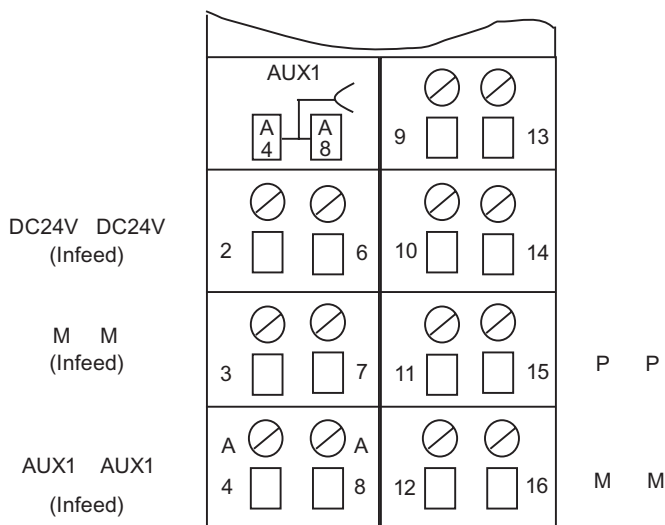 AUX1
A A
4 8
9 13
DC24V DC24V
(Infeed)
2 6 10 14
M M
(Infeed)
3 7 11 15 P P
A A
AUX1 AUX1
4 8 12 16 M M
(Infeed)